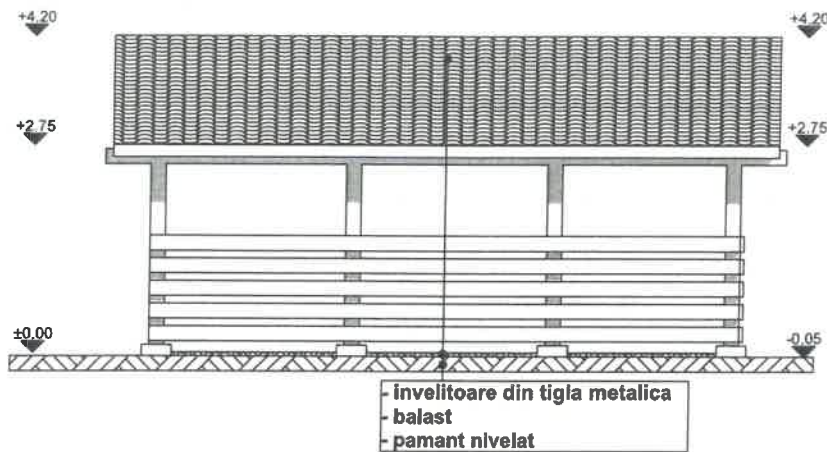 +4,20 +4,20
+2,75 +2,75
±0,00 -0,05
- invelitoare din tigla metalica
- balast
- pamant nivelat